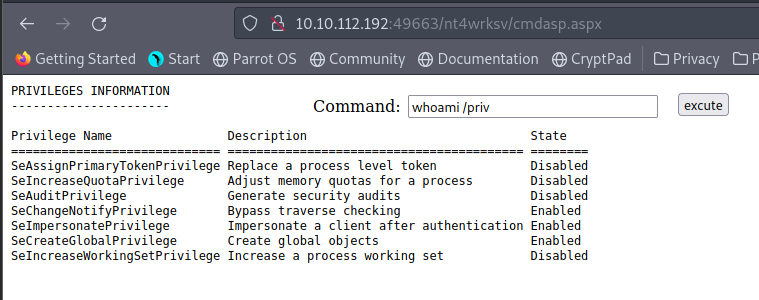 10.10.112.192:49663/nt4wrksv/cmdasp.aspx
Getting Started Start Parrot OS Community Documentation CryptPad Privacy P
PRIVILEGES INFORMATION
----------------------
Command: whoami /priv excute
Privilege Name Description State
============================= ========================================= ========
SeAssignPrimaryTokenPrivilege Replace a process level token Disabled
SeIncreaseQuotaPrivilege Adjust memory quotas for a process Disabled
SeAuditPrivilege Generate security audits Disabled
SeChangeNotifyPrivilege Bypass traverse checking Enabled
SeImpersonatePrivilege Impersonate a client after authentication Enabled
SeCreateGlobalPrivilege Create global objects Enabled
SeIncreaseWorkingSetPrivilege Increase a process working set Disabled